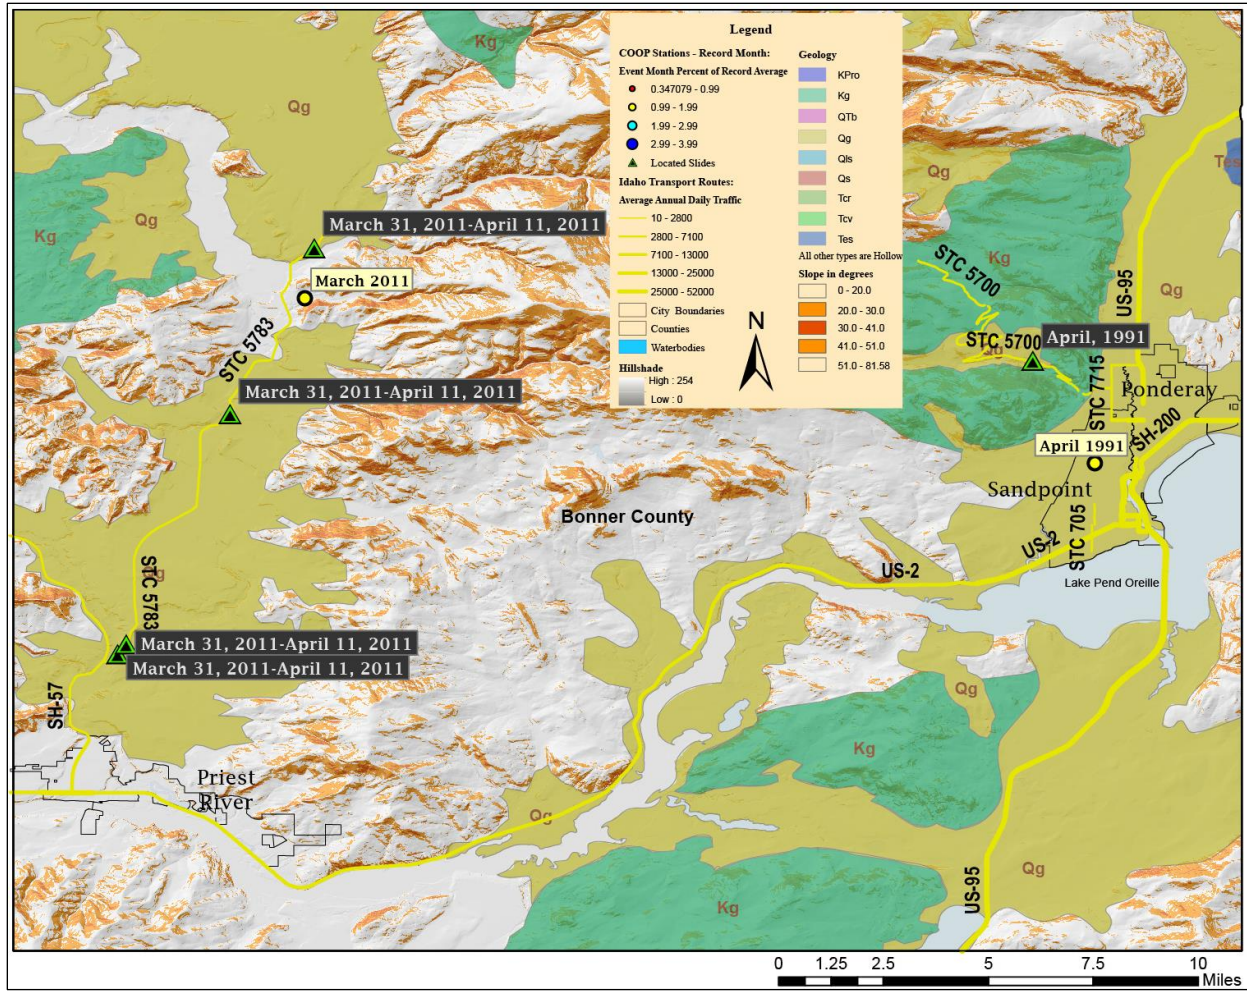 Legend
COOP Stations - Record Month:
Event Month Percent of Record Average
0.347079 - 0.99
0.99 - 1.99
1.99 - 2.99
2.99 - 3.99
Located Slides
Idaho Transport Routes:
Average Annual Daily Traffic
10 - 2800
2800 - 7100
7100 - 13000
13000 - 25000
25000 - 52000
City Boundaries
Counties
Waterbodies
Hillshade
High : 254
Low : 0
Geology
KPro
Kg
QTb
Qg
Qls
Qs
Tcr
Tcv
Tes
All other types are Hollow
Slope in degrees
0 - 20.0
20.0 - 30.0
30.0 - 41.0
41.0 - 51.0
51.0 - 81.58
N
Kg
Qg
Qg
Kg
March 31, 2011-April 11, 2011
March 2011
STC 5783
March 31, 2011-April 11, 2011
STC 5783
March 31, 2011-April 11, 2011
March 31, 2011-April 11, 2011
SH-57
Priest
River
Bonner County
Qg
Kg
STC 5700
STC 5700
April, 1991
US-95
Tes
Qg
STC 7715
Ponderay
SH-200
April 1991
Sandpoint
STC 705
US-2
US-2
Lake Pend Oreille
Qg
Kg
Qg
Kg
Qg
US-95
0 1.25 2.5 5 7.5 10
Miles